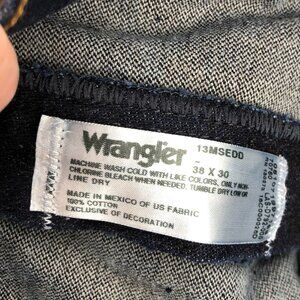 Wrangler 13MSEDD
38 X 30
MACHINE WASH COLD WITH LIKE COLORS, ONLY NON-
CHLORINE BLEACH WHEN NEEDED, TUMBLE DRY LOW OR
LINE DRY
MADE IN MEXICO OF US FABRIC
100% COTTON
EXCLUSIVE OF DECORATION